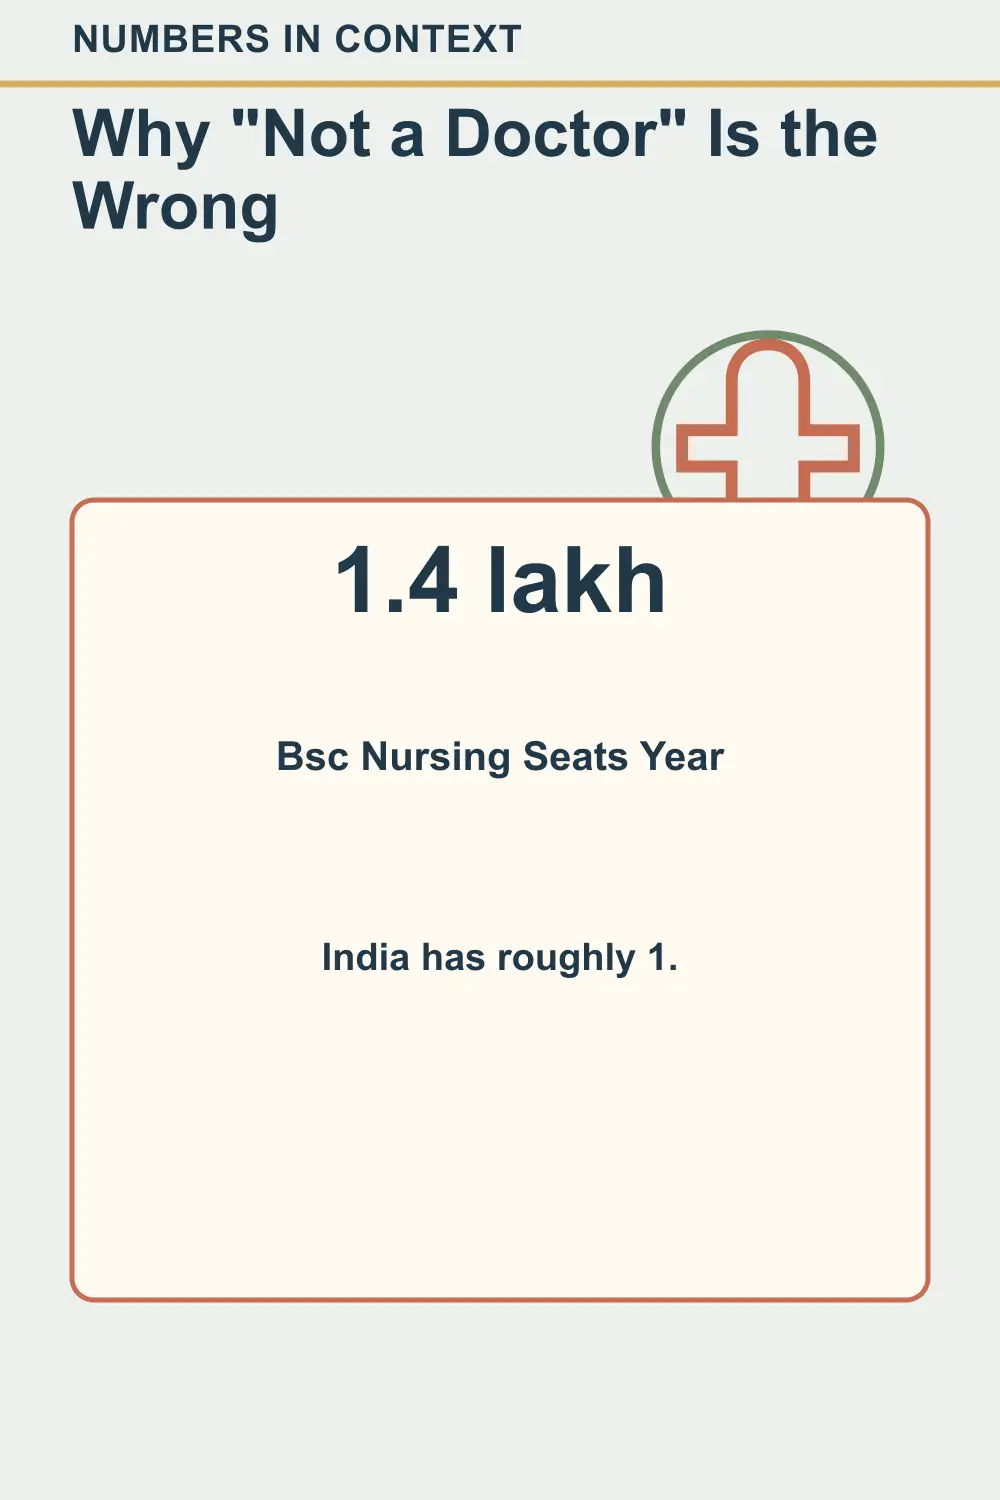 NUMBERS IN CONTEXT
Why "Not a Doctor" Is the
Wrong
1.4 lakh
Bsc Nursing Seats Year
India has roughly 1.